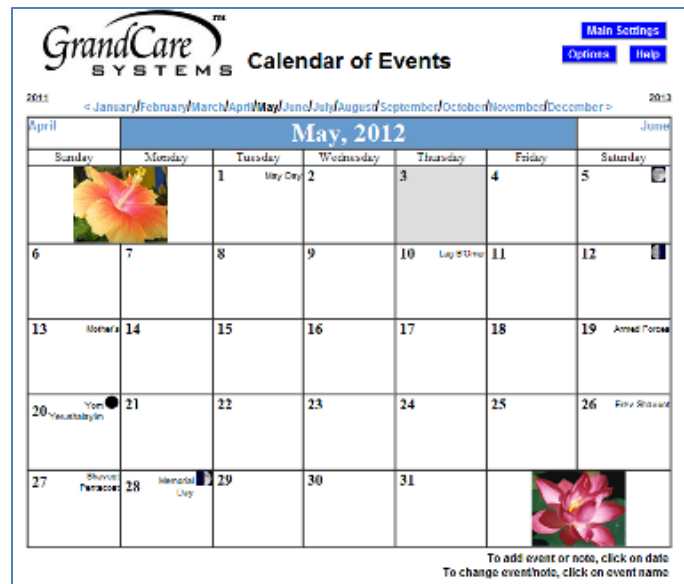 GrandCare TM
SYSTEMS
Calendar of Events
Main Settings
Options Help
2011 2013
< January/February/March/April/May/June/July/August/September/October/November/December >
April May, 2012 June
Sunday Monday Tuesday Wednesday Thursday Friday Saturday
1 May Day 2 3 4 5
6 7 8 9 10 Lag B'Omer 11 12
13 Mother's 14 15 16 17 18 19 Armed Forces
Yom
20 Yerushalayim 21 22 23 24 25 26 Erev Shavuot
27 Shavuot 28 Memorial 29 30 31
Pentecost Day
To add event or note, click on date
To change event/note, click on event name